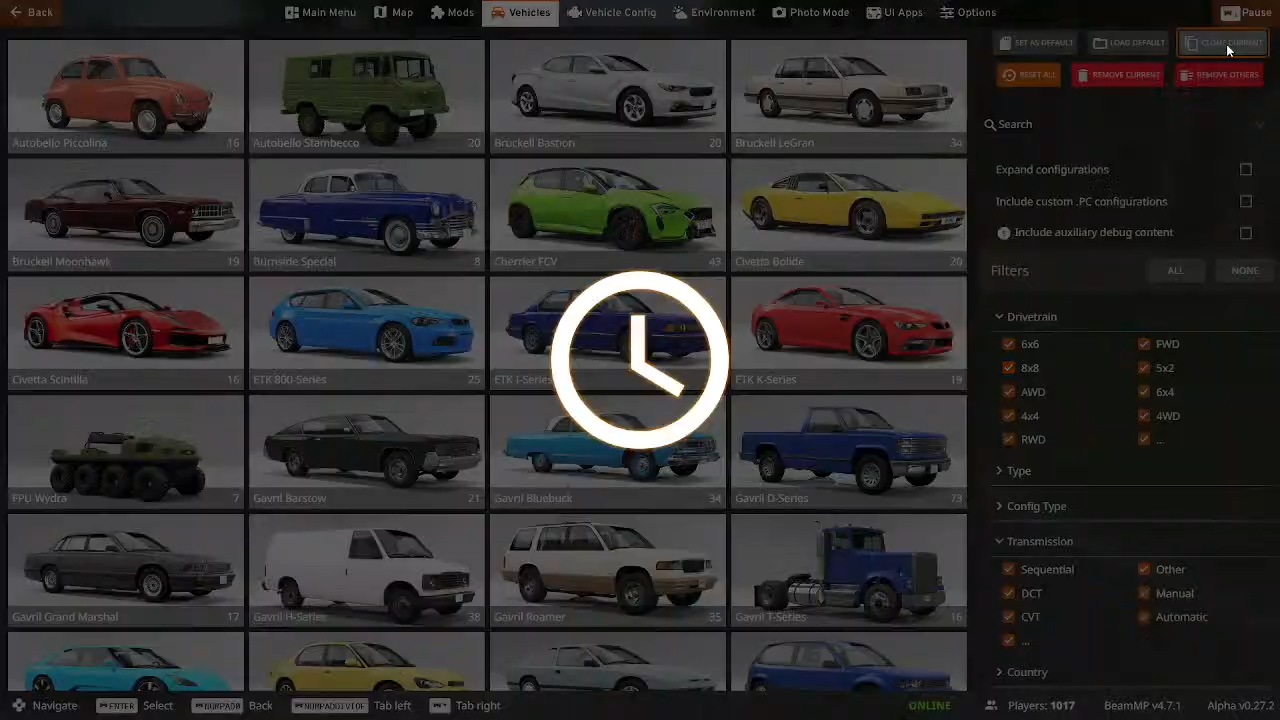 Back
Main Menu
Map
Mods
Vehicles
Vehicle Config
Environment
Photo Mode
UI Apps
Options
Pause
SET AS DEFAULT
LOAD DEFAULT
CLONE CURRENT
RESET ALL
REMOVE CURRENT
REMOVE OTHERS
Search
Expand configurations
Include custom .PC configurations
Include auxiliary debug content
Filters
ALL
NONE
Drivetrain
6x6
FWD
8x8
5x2
AWD
6x4
4x4
4WD
RWD
...
Type
Config Type
Transmission
Sequential
Other
DCT
Manual
CVT
Automatic
...
Country
Autobello Piccolina 16
Autobello Stambecco 20
Bruckell Bastion 20
Bruckell LeGran 34
Bruckell Moonhawk 19
Burnside Special 8
Cherrier FCV 43
Civetta Bolide 20
Civetta Scintilla 16
ETK 800-Series 25
ETK I-Series
ETK K-Series 19
FPU Wydra 7
Gavril Barstow 21
Gavril Bluebuck 34
Gavril D-Series 73
Gavril Grand Marshal 17
Gavril H-Series 38
Gavril Roamer 35
Gavril T-Series 16
Navigate
ENTER Select
NUMPAD0 Back
NUMPADDIVIDE Tab left
Tab right
ONLINE
Players: 1017
BeamMP v4.7.1
Alpha v0.27.2